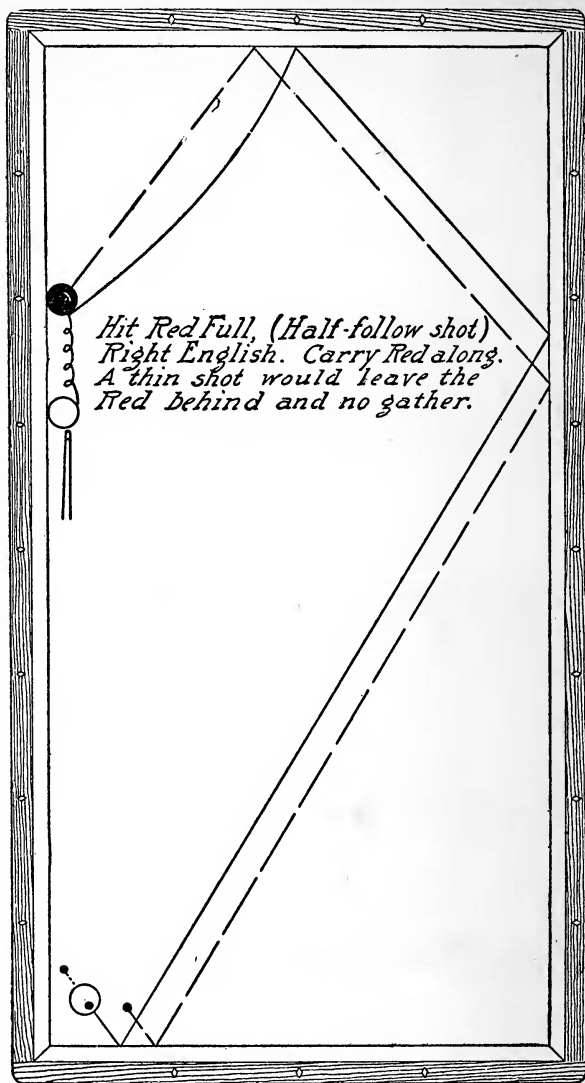 Hit Red Full, (Half-follow shot)
Right English. Carry Red along.
A thin shot would leave the
Red behind and no gather.